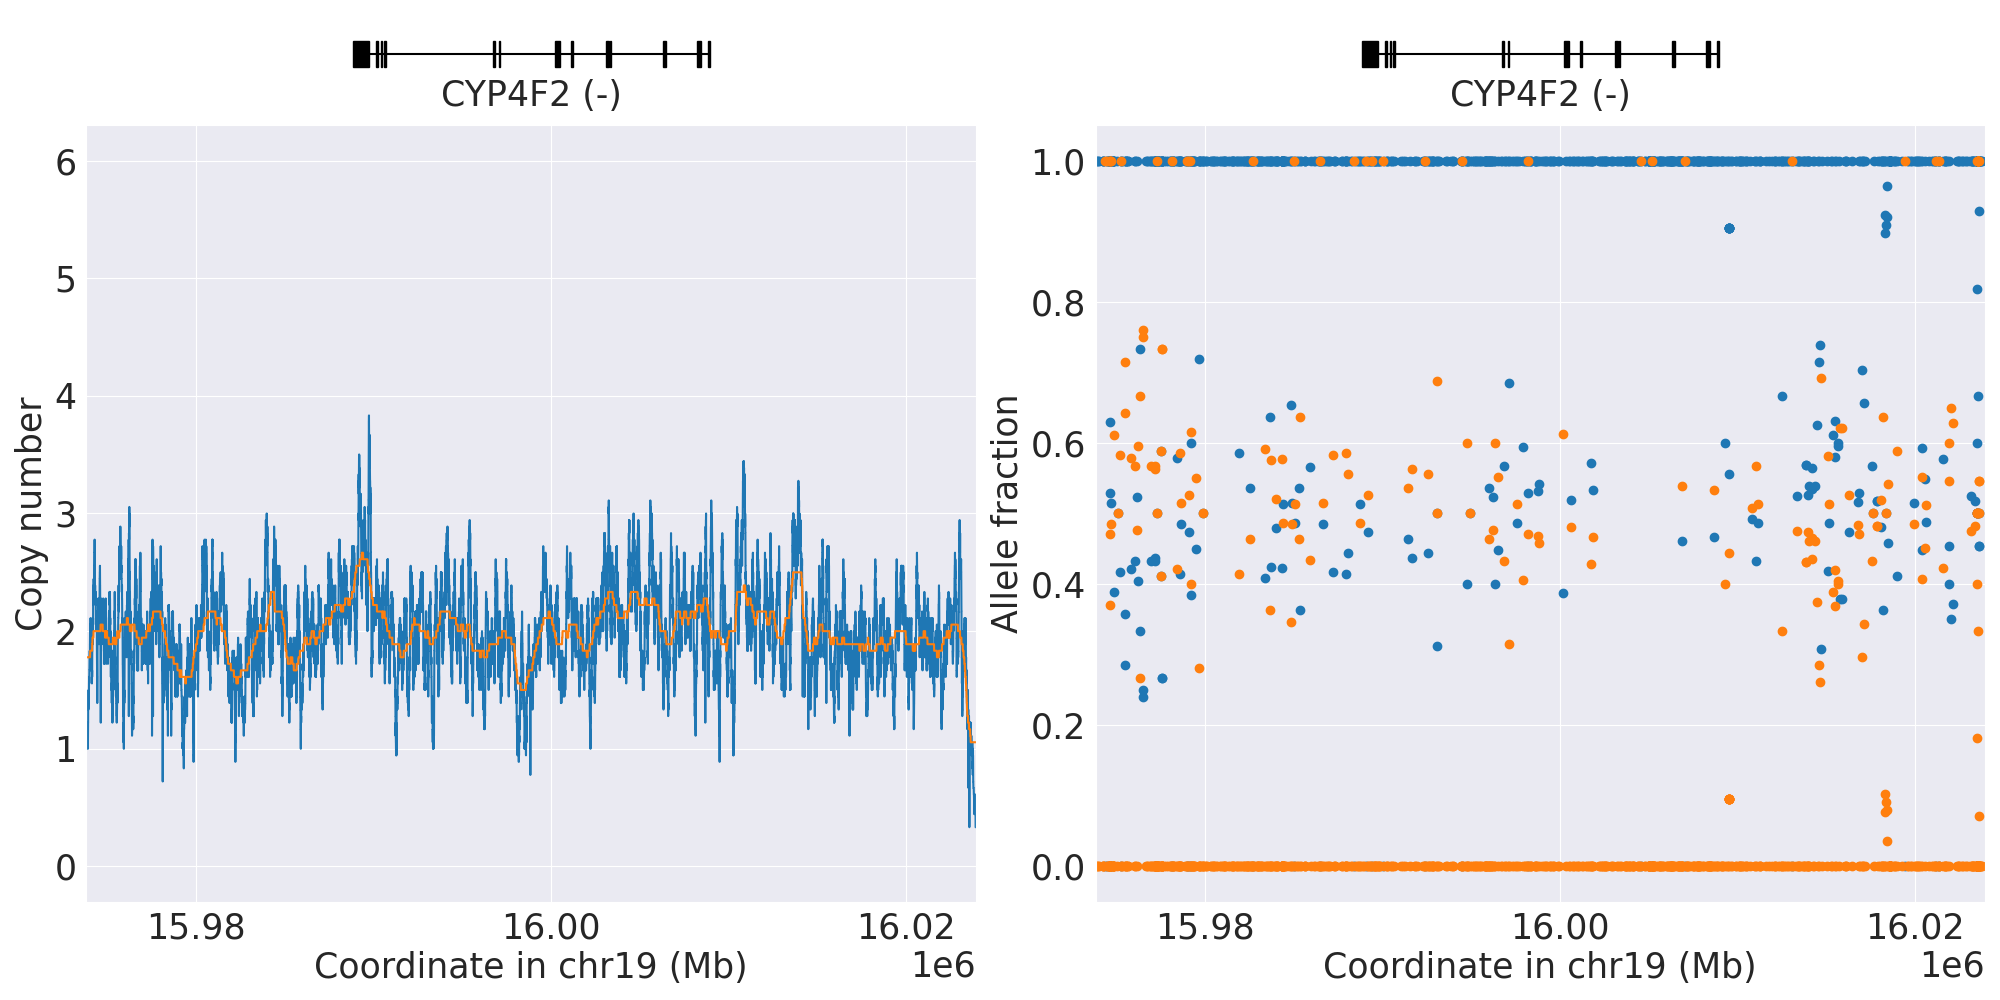 CYP4F2 (-)
6
5
4
3
2
1
0
Copy number
15.98
16.00
16.02
Coordinate in chr19 (Mb)
1e6
CYP4F2 (-)
1.0
0.8
0.6
0.4
0.2
0.0
Allele fraction
15.98
16.00
16.02
Coordinate in chr19 (Mb)
1e6